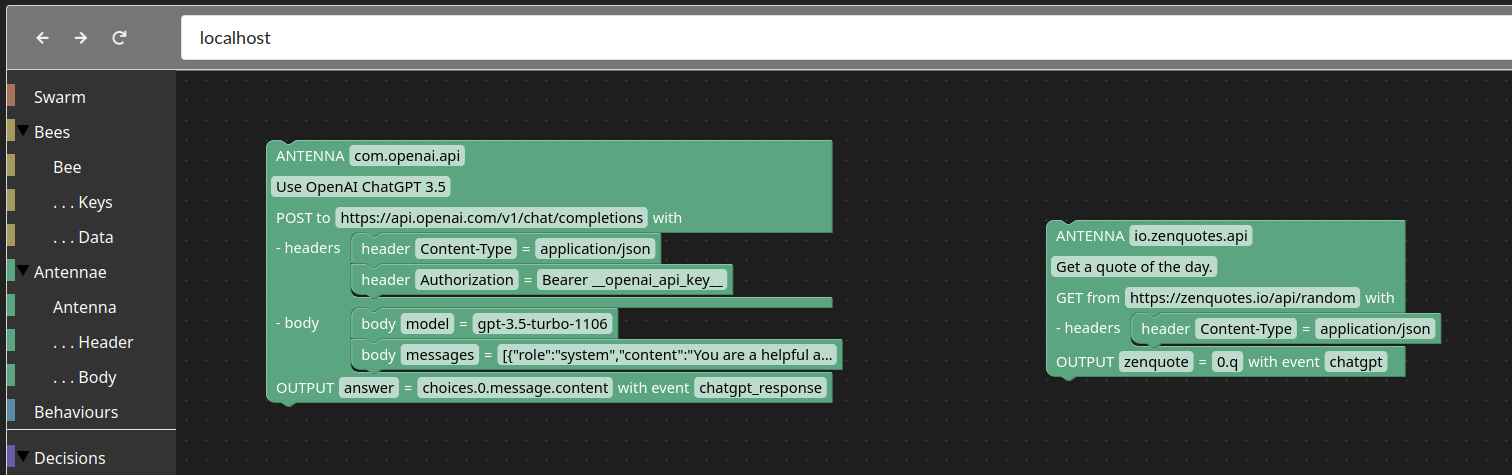 localhost
Swarm
Bees
Bee
. . . Keys
. . . Data
Antennae
Antenna
. . . Header
. . . Body
Behaviours
Decisions
ANTENNA com.openai.api
Use OpenAI ChatGPT 3.5
POST to https://api.openai.com/v1/chat/completions with
- headers header Content-Type = application/json
header Authorization = Bearer __openai_api_key__
- body body model = gpt-3.5-turbo-1106
body messages = [{"role":"system","content":"You are a helpful a...
OUTPUT answer = choices.0.message.content with event chatgpt_response
ANTENNA io.zenquotes.api
Get a quote of the day.
GET from https://zenquotes.io/api/random with
- headers header Content-Type = application/json
OUTPUT zenquote = 0.q with event chatgpt